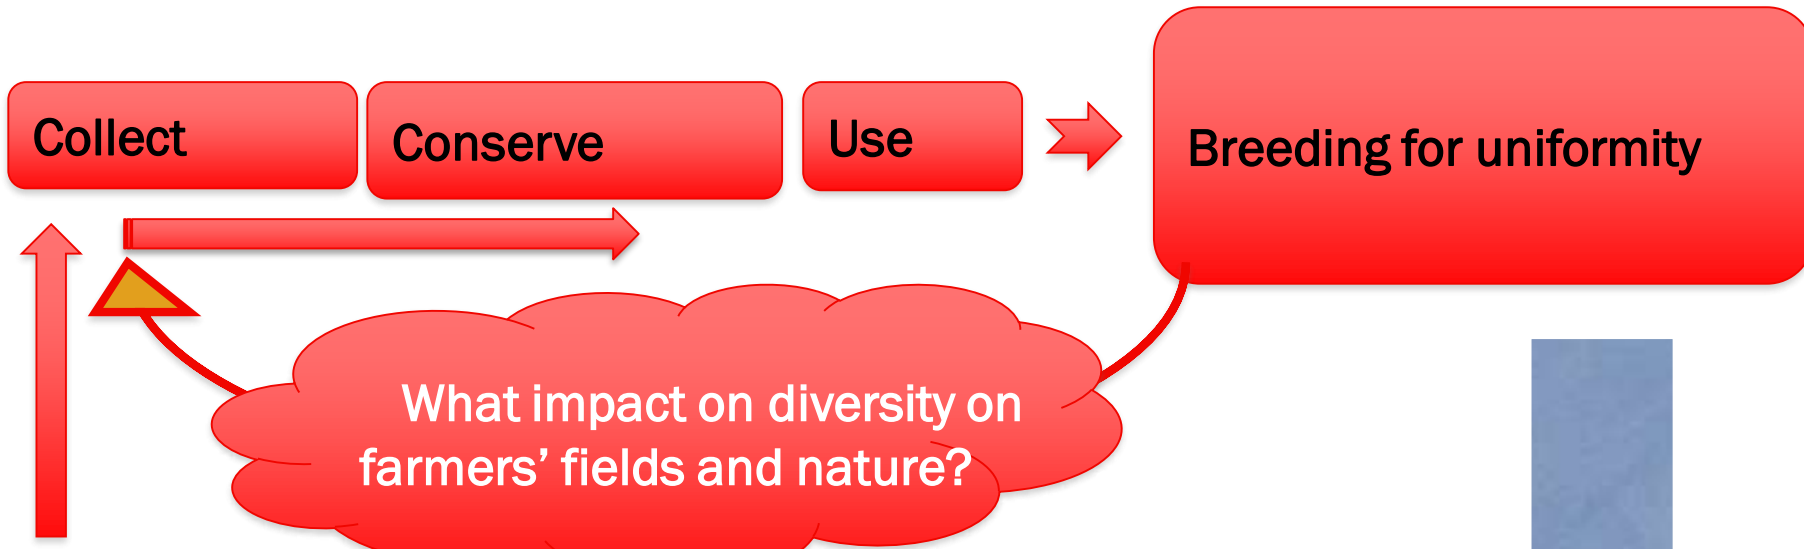 Collect
Conserve
Use
Breeding for uniformity
What impact on diversity on
farmers’ fields and nature?